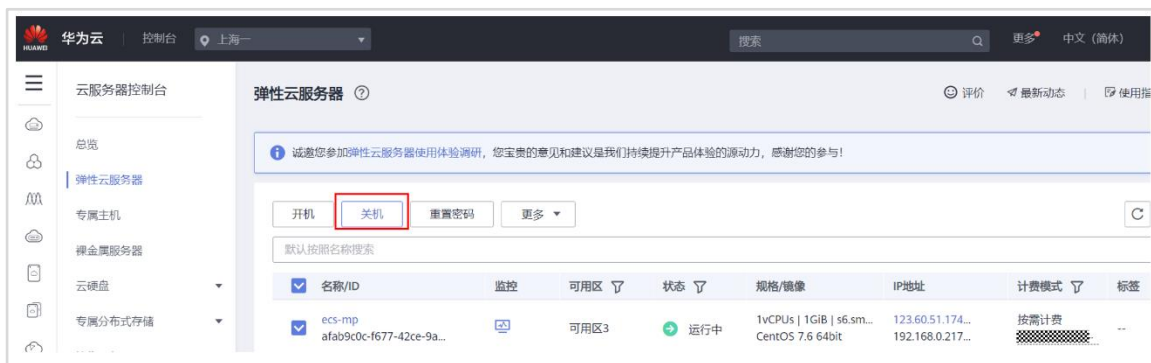 HUAWEI 华为云 控制台 上海一 搜索 更多 中文 (简体)
云服务器控制台
弹性云服务器 评价 最新动态 使用指
总览
诚邀您参加弹性云服务器使用体验调研，您宝贵的意见和建议是我们持续提升产品体验的源动力，感谢您的参与！
弹性云服务器
专属主机
开机 关机 重置密码 更多
裸金属服务器
默认按照名称搜索
云硬盘
名称/ID 监控 可用区 状态 规格/镜像 IP地址 计费模式 标签
专属分布式存储
ecs-mp 可用区3 运行中 1vCPUs | 1GiB | s6.sm... 123.60.51.174... 按需计费 --
afab9c0c-f677-42ce-9a... CentOS 7.6 64bit 192.168.0.217...